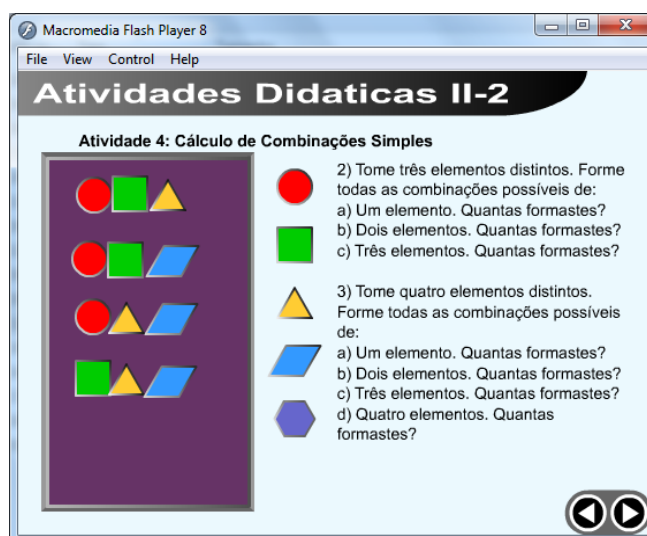 Macromedia Flash Player 8
File View Control Help
Atividades Didaticas II-2
Atividade 4: Cálculo de Combinações Simples
2) Tome três elementos distintos. Forme
todas as combinações possíveis de:
a) Um elemento. Quantas formastes?
b) Dois elementos. Quantas formastes?
c) Três elementos. Quantas formastes?
3) Tome quatro elementos distintos.
Forme todas as combinações possíveis
de:
a) Um elemento. Quantas formastes?
b) Dois elementos. Quantas formastes?
c) Três elementos. Quantas formastes?
d) Quatro elementos. Quantas
formastes?